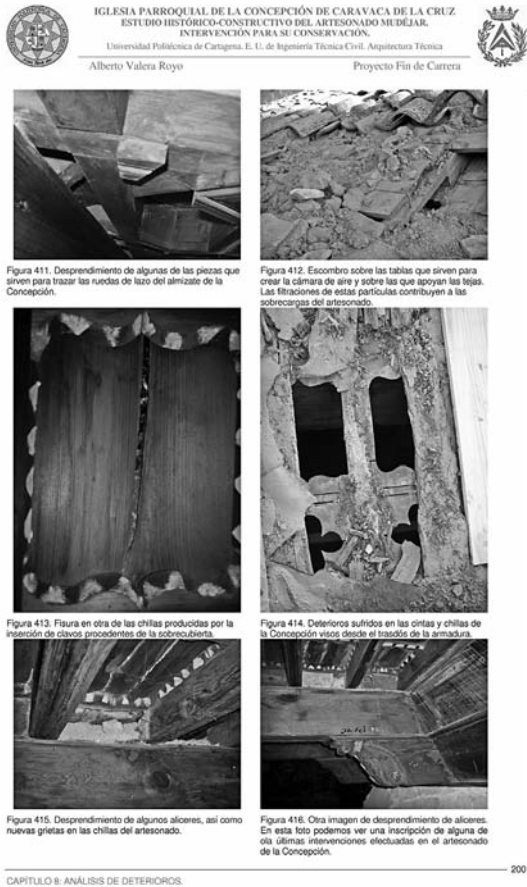 IGLESIA PARROQUIAL DE LA CONCEPCIÓN DE CARAVACA DE LA CRUZ
ESTUDIO HISTÓRICO-CONSTRUCTIVO DEL ARTESONADO MUDÉJAR.
INTERVENCIÓN PARA SU CONSERVACIÓN.
Universidad Politécnica de Cartagena. E. U. de Ingeniería Técnica Civil. Arquitectura Técnica
Alberto Valera Royo Proyecto Fin de Carrera
Figura 411. Desprendimiento de algunas de las piezas que
sirven para trazar las ruedas de lazo del almizate de la
Concepción.
Figura 412. Escombro sobre las tablas que sirven para
crear la cámara de aire y sobre las que apoyan las tejas.
Las filtraciones de estas partículas contribuyen a las
sobrecargas del artesonado.
Figura 413. Fisura en otra de las chillas producidas por la
inserción de clavos procedentes de la sobrecubierta.
Figura 414. Deterioros sufridos en las cintas y chillas de
la Concepción visos desde el trasdós de la armadura.
Figura 415. Desprendimiento de algunos aliceres, así como
nuevas grietas en las chillas del artesonado.
Figura 416. Otra imagen de desprendimiento de aliceres.
En esta foto podemos ver una inscripción de alguna de
ola últimas intervenciones efectuadas en el artesonado
de la Concepción.
200
CAPÍTULO 8: ANÁLISIS DE DETERIOROS.